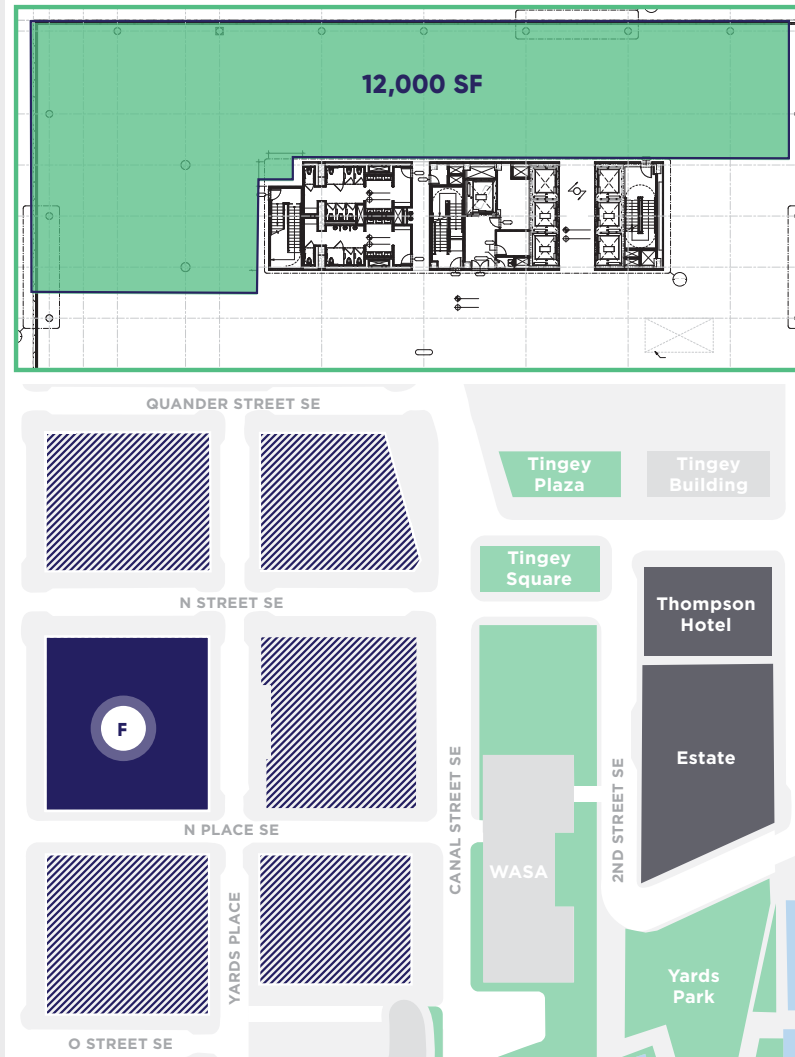 12,000 SF
QUANDER STREET SE
Tingey
Plaza
Tingey
Building
Tingey
Square
N STREET SE
Thompson
Hotel
F
Estate
CANAL STREET SE
2ND STREET SE
N PLACE SE
WASA
YARDS PLACE
Yards
Park
O STREET SE